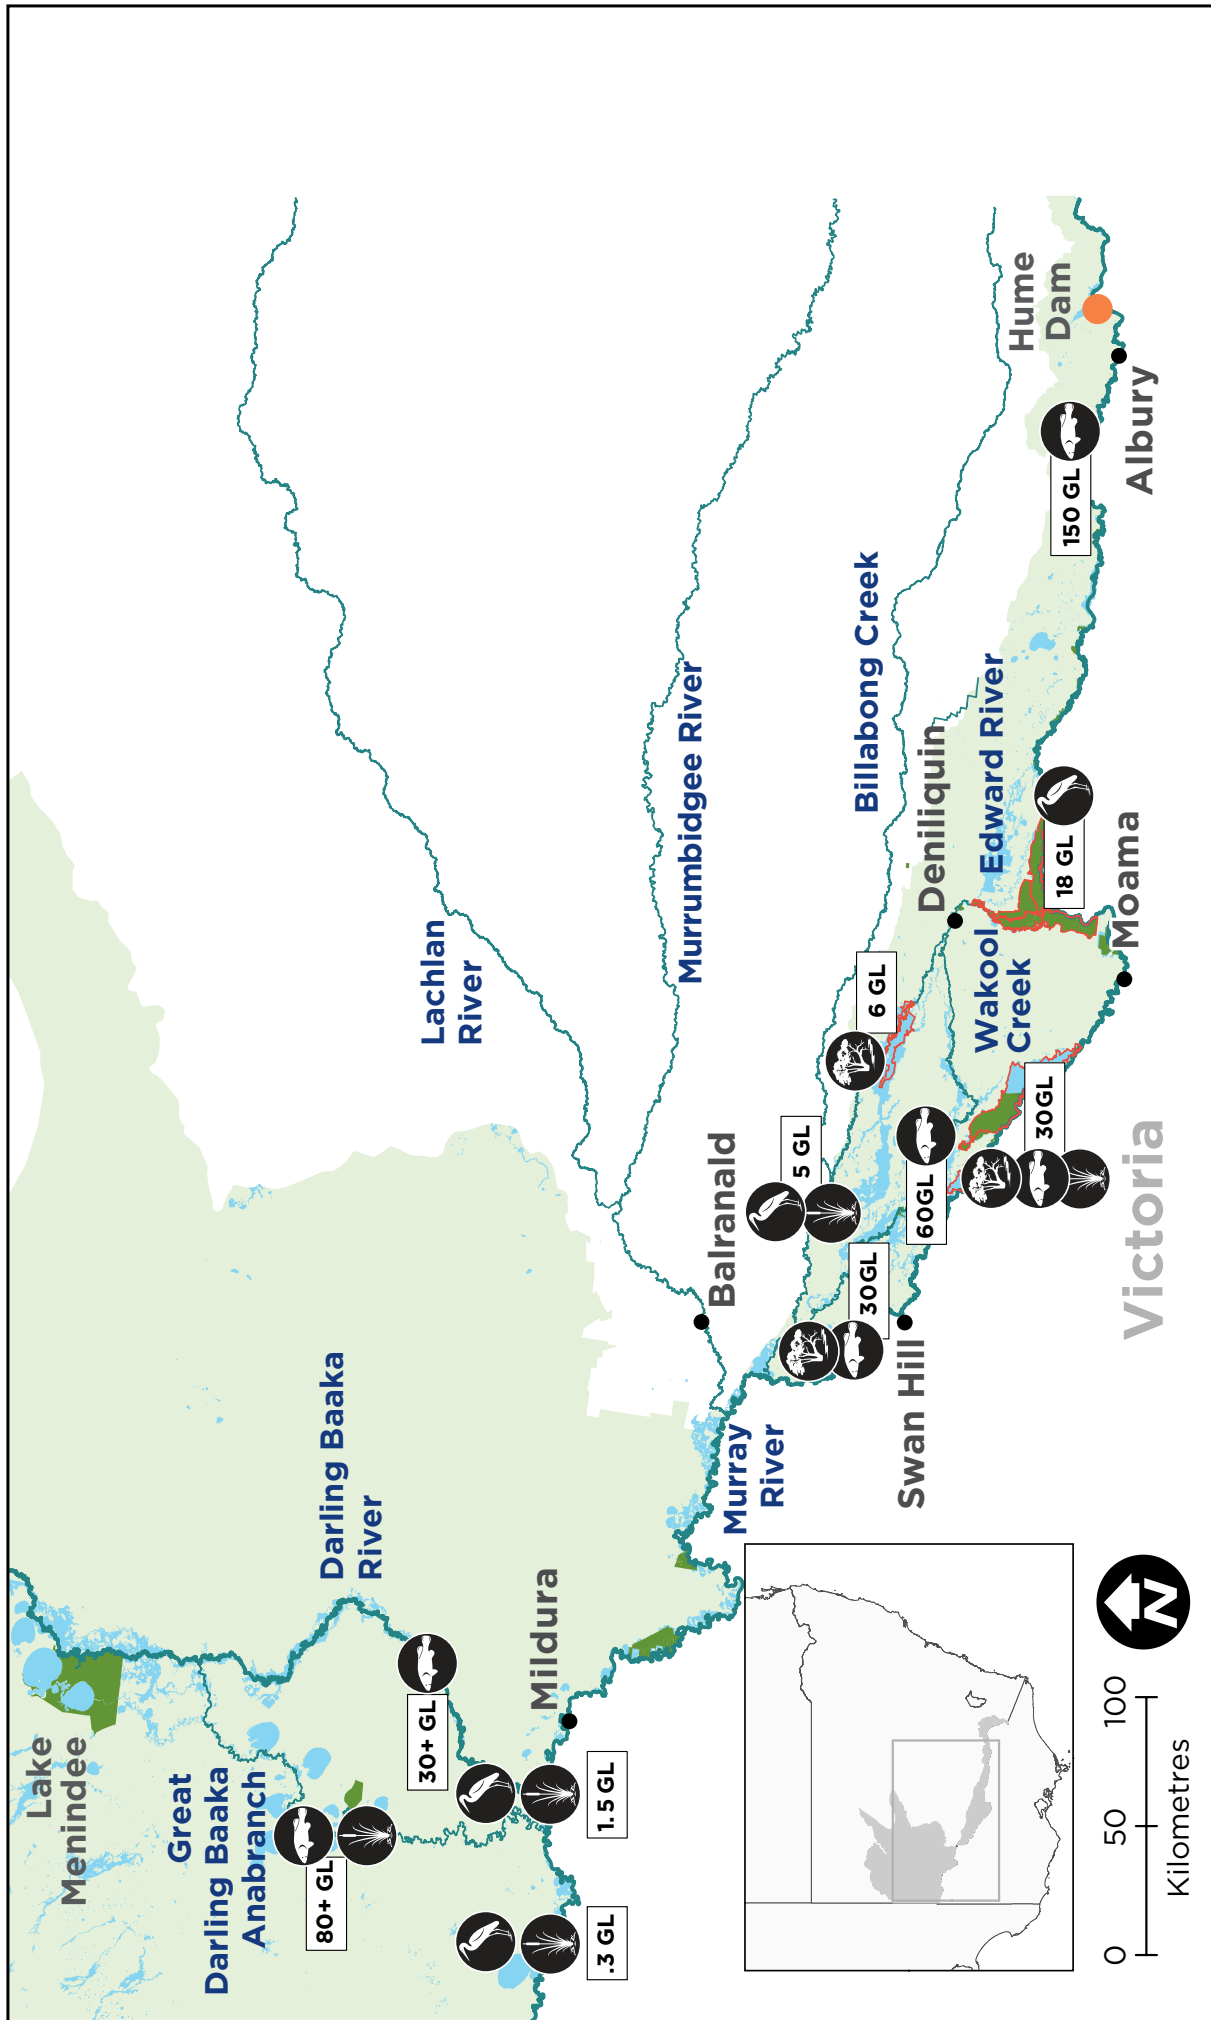 Lake
Menindee
Great
Darling Baaka
Anabranch
80+ GL
.3 GL
1.5 GL
30+ GL
Mildura
Darling Baaka
River
Lachlan
River
Murrumbidgee River
Balranald
Murray
River
Swan Hill
30GL
5 GL
60GL
6 GL
30GL
Billabong Creek
Deniliquin
Edward River
Wakool
Creek
18 GL
Moama
Victoria
150 GL
Albury
Hume
Dam
N
0 50 100
Kilometres